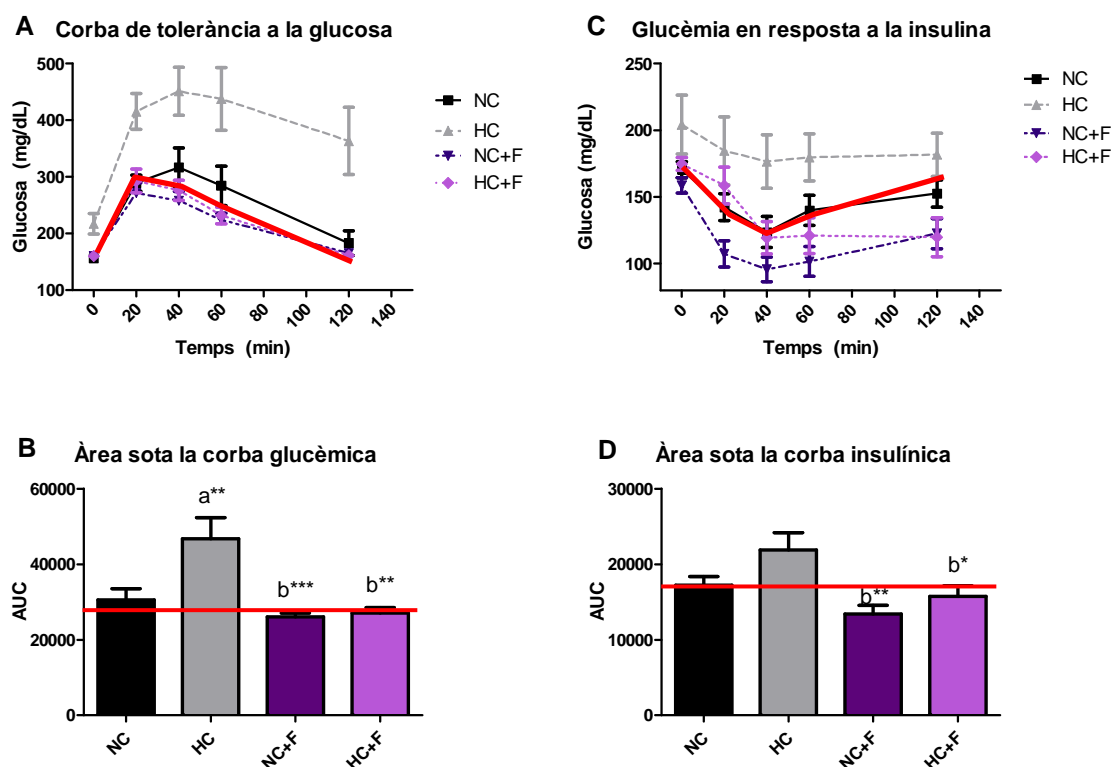 A Corba de tolerància a la glucosa
500
400
300
200
100
Glucosa (mg/dL)
0 20 40 60 80 100 120 140
Temps (min)
NC
HC
NC+F
HC+F
C Glucèmia en resposta a la insulina
250
200
150
100
Glucosa (mg/dL)
0 20 40 60 80 100 120 140
Temps (min)
NC
HC
NC+F
HC+F
B Àrea sota la corba glucèmica
60000
40000
20000
0
AUC
a**
b***
b**
NC HC NC+F HC+F
D Àrea sota la corba insulínica
30000
20000
10000
0
AUC
b**
b*
NC HC NC+F HC+F